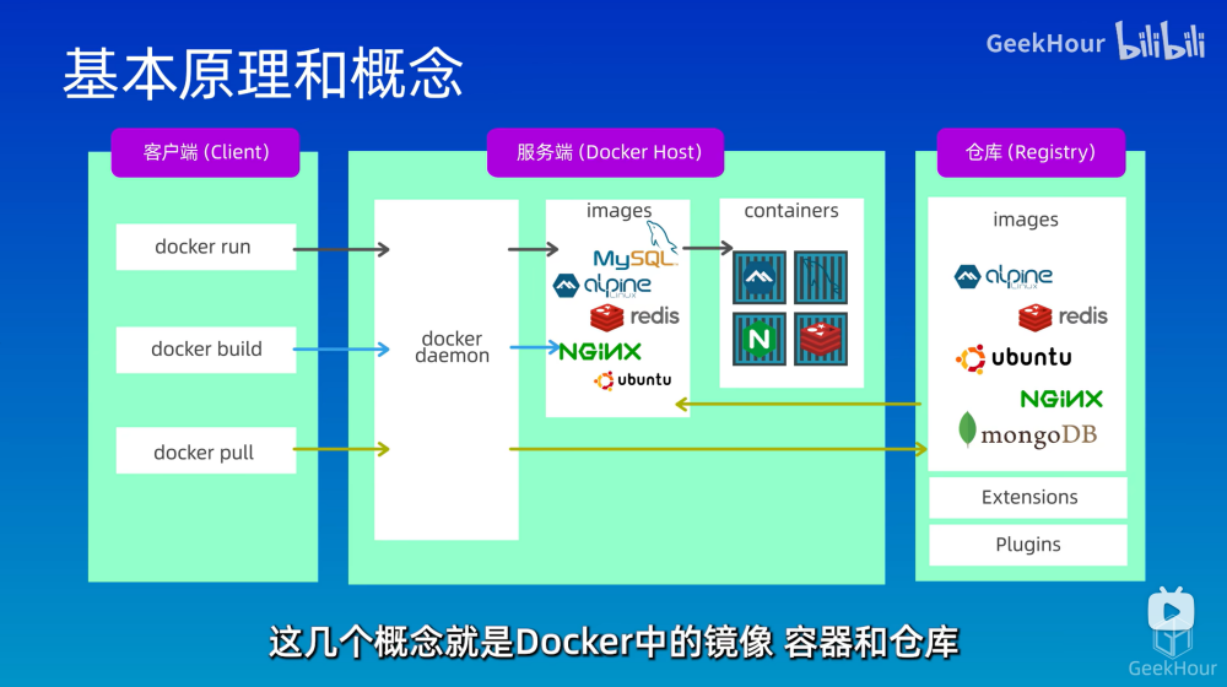 基本原理和概念
GeekHour bilibili
客户端 (Client)
docker run
docker build
docker pull
服务端 (Docker Host)
docker
daemon
images
MySQL
alpine
LINUX
redis
NGINX
ubuntu
containers
N
仓库 (Registry)
images
alpine
LINUX
redis
ubuntu
NGINX
mongoDB
Extensions
Plugins
这几个概念就是Docker中的镜像 容器和仓库
GeekHour